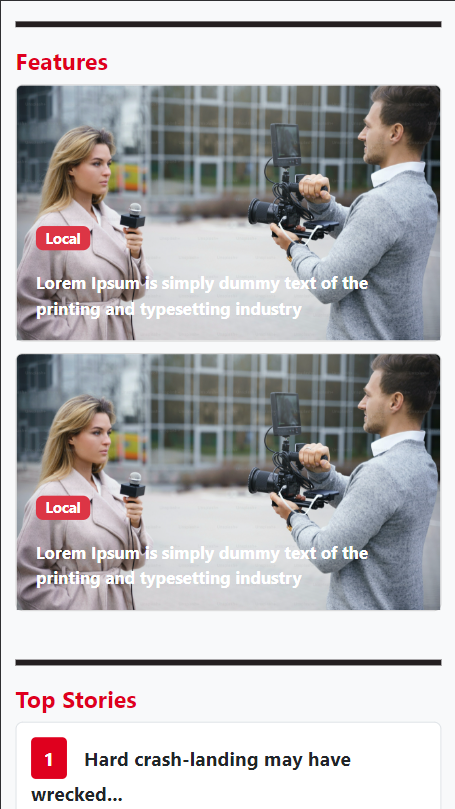 Features
Local
Lorem Ipsum is simply dummy text of the
printing and typesetting industry
Local
Lorem Ipsum is simply dummy text of the
printing and typesetting industry
Top Stories
1 Hard crash-landing may have
wrecked...